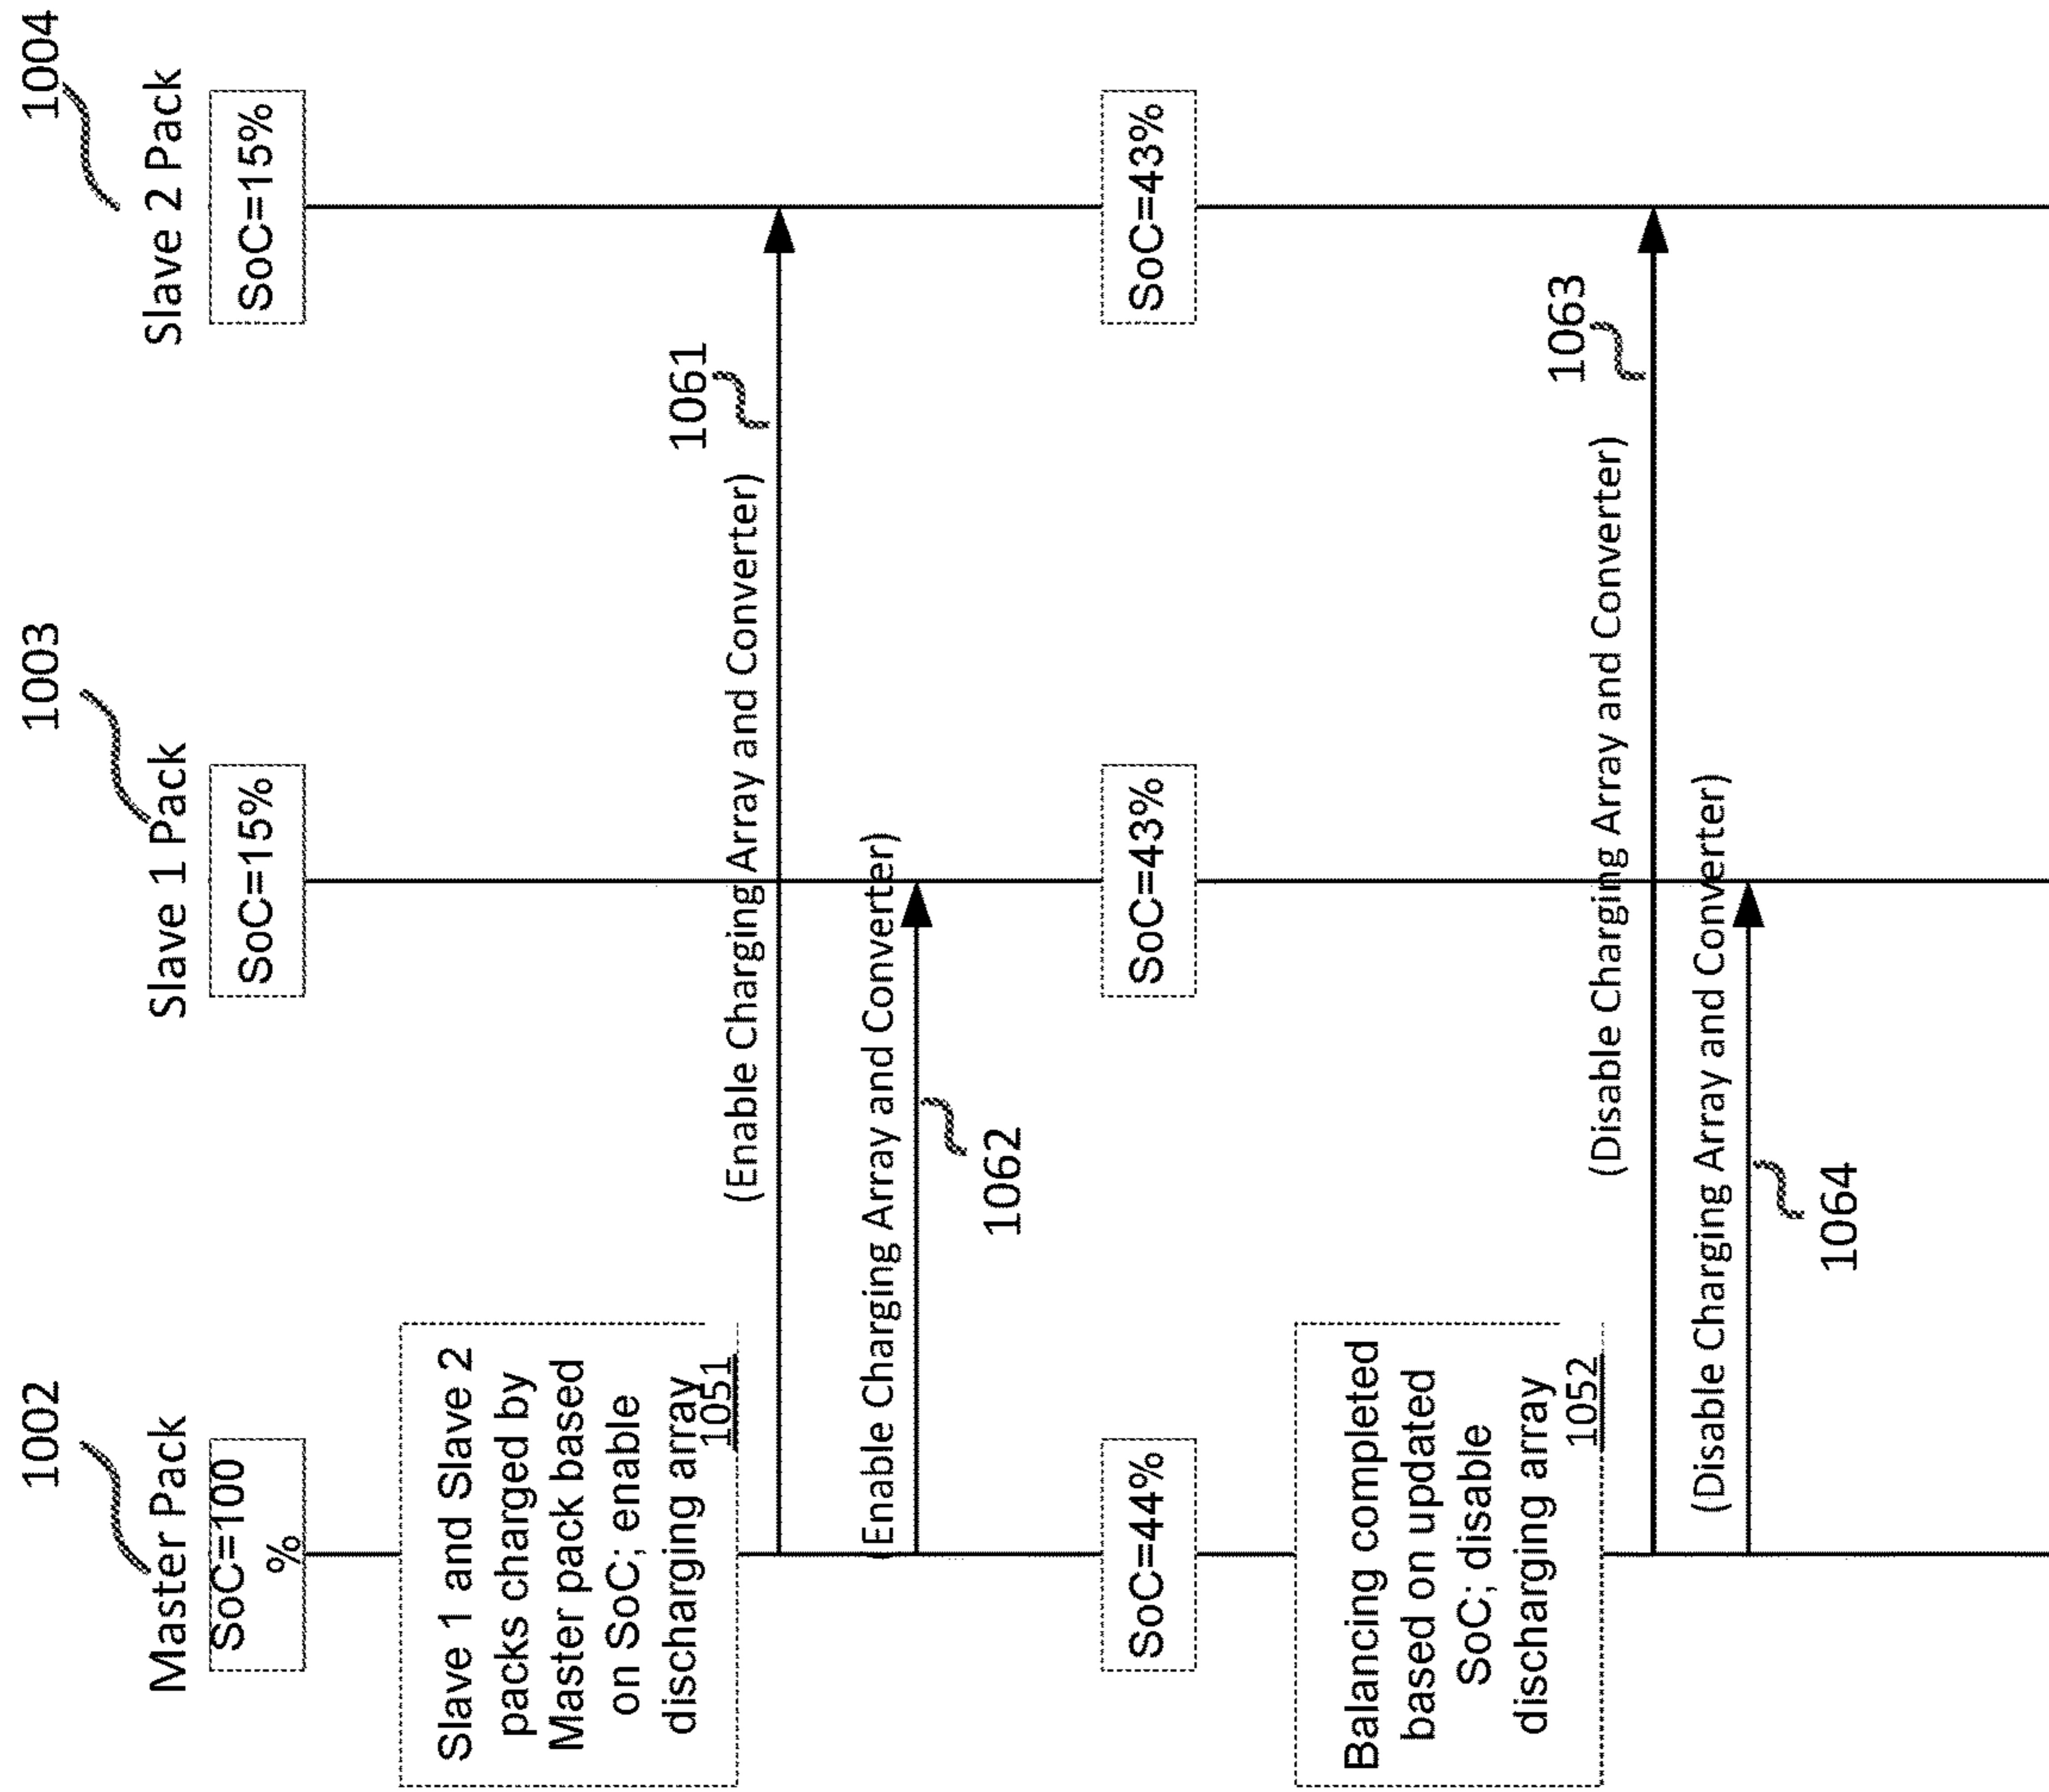 1002
1003
1004
Master Pack
Slave 1 Pack
Slave 2 Pack
SoC=100
%
SoC=15%
SoC=15%
Slave 1 and Slave 2
packs charged by
Master pack based
on SoC; enable
discharging array
1051
1061
(Enable Charging Array and Converter)
(Enable Charging Array and Converter)
1062
SoC=44%
SoC=43%
SoC=43%
Balancing completed
based on updated
SoC; disable
discharging array
1052
1063
(Disable Charging Array and Converter)
(Disable Charging Array and Converter)
1064